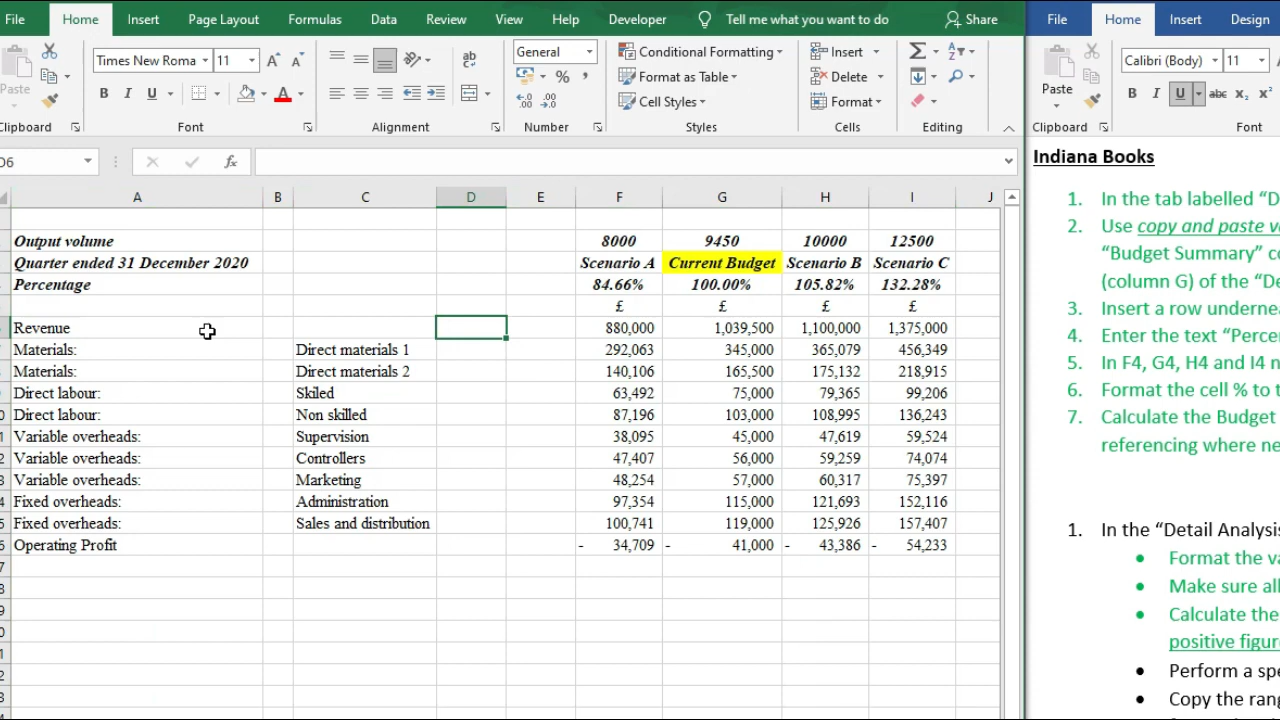 File Home Insert Page Layout Formulas Data Review View Help Developer Tell me what you want to do Share File Home Insert Design
Times New Roma 11 General Conditional Formatting Insert Calibri (Body) 11
Paste Format as Table Delete Paste
B I U A % Cell Styles Format B I U abc x₂ x²
Clipboard Font Alignment Number Styles Cells Editing Clipboard Font
D6 fx
A B C D E F G H I J
Output volume 8000 9450 10000 12500
Quarter ended 31 December 2020 Scenario A Current Budget Scenario B Scenario C
Percentage 84.66% 100.00% 105.82% 132.28%
£ £ £ £
Revenue 880,000 1,039,500 1,100,000 1,375,000
Materials: Direct materials 1 292,063 345,000 365,079 456,349
Materials: Direct materials 2 140,106 165,500 175,132 218,915
Direct labour: Skiled 63,492 75,000 79,365 99,206
Direct labour: Non skilled 87,196 103,000 108,995 136,243
Variable overheads: Supervision 38,095 45,000 47,619 59,524
Variable overheads: Controllers 47,407 56,000 59,259 74,074
Variable overheads: Marketing 48,254 57,000 60,317 75,397
Fixed overheads: Administration 97,354 115,000 121,693 152,116
Fixed overheads: Sales and distribution 100,741 119,000 125,926 157,407
Operating Profit - 34,709 - 41,000 - 43,386 - 54,233
Indiana Books
1. In the tab labelled "D
2. Use copy and paste v
"Budget Summary" c
(column G) of the "De
3. Insert a row undernea
4. Enter the text "Percer
5. In F4, G4, H4 and I4 n
6. Format the cell % to t
7. Calculate the Budget
referencing where ne
1. In the "Detail Analysis
• Format the va
• Make sure all
• Calculate the
positive figur
• Perform a spe
• Copy the rang